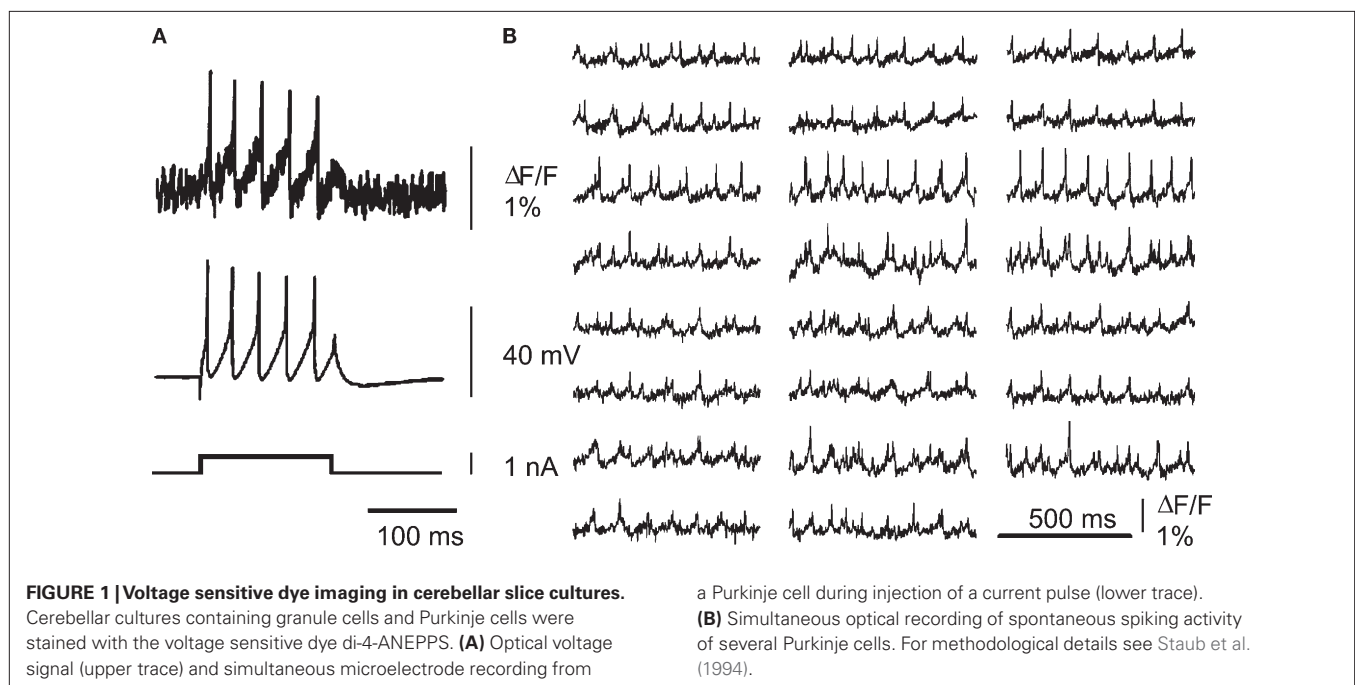 A
B
ΔF/F
1%
40 mV
1 nA
100 ms
500 ms
ΔF/F
1%
FIGURE 1 | Voltage sensitive dye imaging in cerebellar slice cultures.
Cerebellar cultures containing granule cells and Purkinje cells were
stained with the voltage sensitive dye di-4-ANEPPS. (A) Optical voltage
signal (upper trace) and simultaneous microelectrode recording from
a Purkinje cell during injection of a current pulse (lower trace).
(B) Simultaneous optical recording of spontaneous spiking activity
of several Purkinje cells. For methodological details see Staub et al.
(1994).